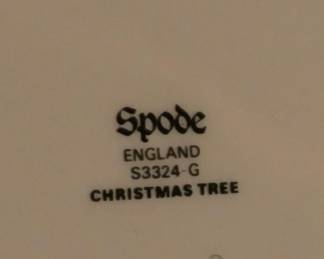 Spode
ENGLAND
S3324-G
CHRISTMAS TREE